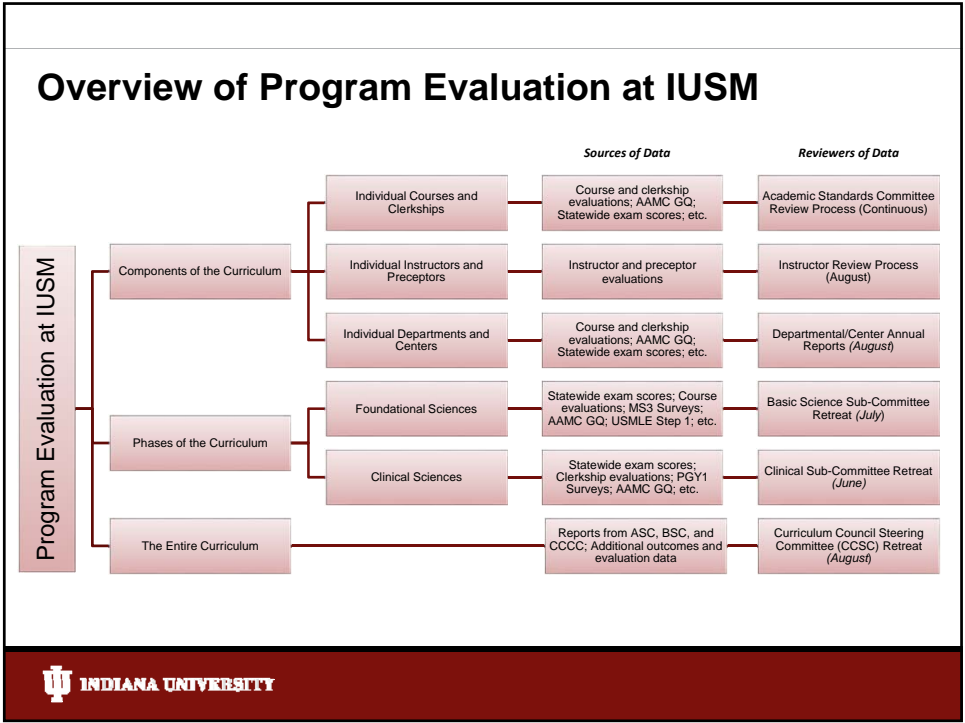 Overview of Program Evaluation at IUSM
Sources of Data
Reviewers of Data
Program Evaluation at IUSM
Components of the Curriculum
Individual Courses and
Clerkships
Course and clerkship
evaluations; AAMC GQ;
Statewide exam scores; etc.
Academic Standards Committee
Review Process (Continuous)
Individual Instructors and
Preceptors
Instructor and preceptor
evaluations
Instructor Review Process
(August)
Individual Departments and
Centers
Course and clerkship
evaluations; AAMC GQ;
Statewide exam scores; etc.
Departmental/Center Annual
Reports (August)
Phases of the Curriculum
Foundational Sciences
Statewide exam scores; Course
evaluations; MS3 Surveys;
AAMC GQ; USMLE Step 1; etc.
Basic Science Sub-Committee
Retreat (July)
Clinical Sciences
Statewide exam scores;
Clerkship evaluations; PGY1
Surveys; AAMC GQ; etc.
Clinical Sub-Committee Retreat
(June)
The Entire Curriculum
Reports from ASC, BSC, and
CCCC; Additional outcomes and
evaluation data
Curriculum Council Steering
Committee (CCSC) Retreat
(August)
INDIANA UNIVERSITY